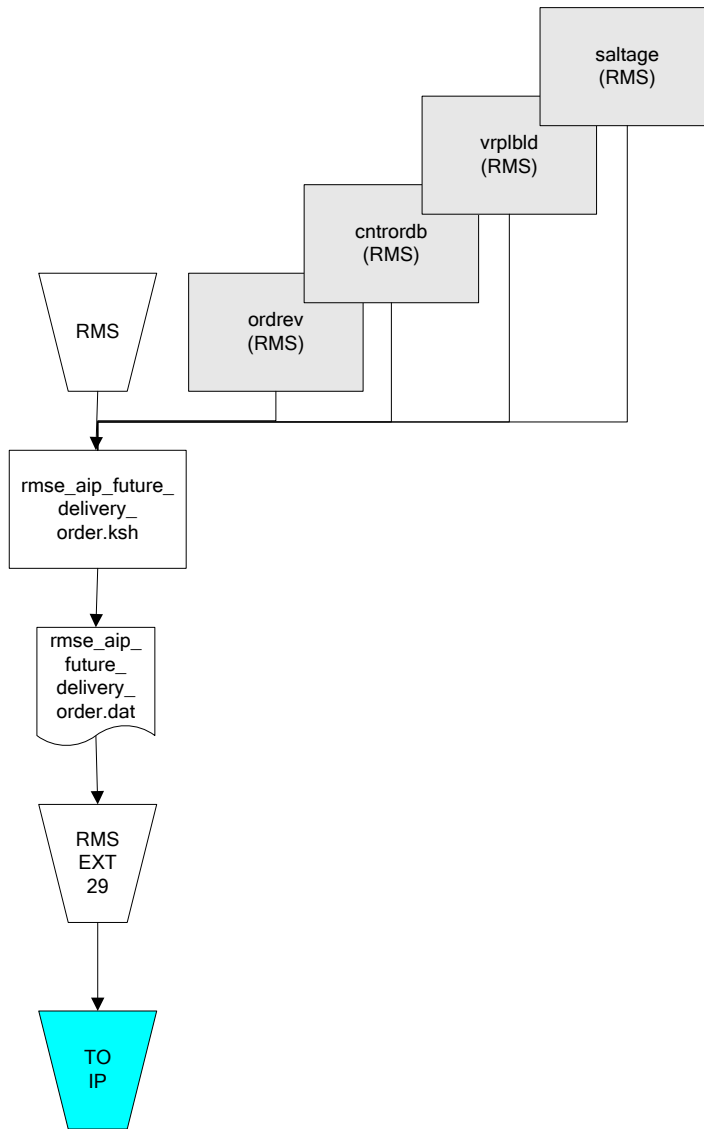 saltage
(RMS)
vrplbld
(RMS)
cntrordb
(RMS)
RMS
ordrev
(RMS)
rmse_aip_future_
delivery_
order.ksh
rmse_aip_
future_
delivery_
order.dat
RMS
EXT
29
TO
IP